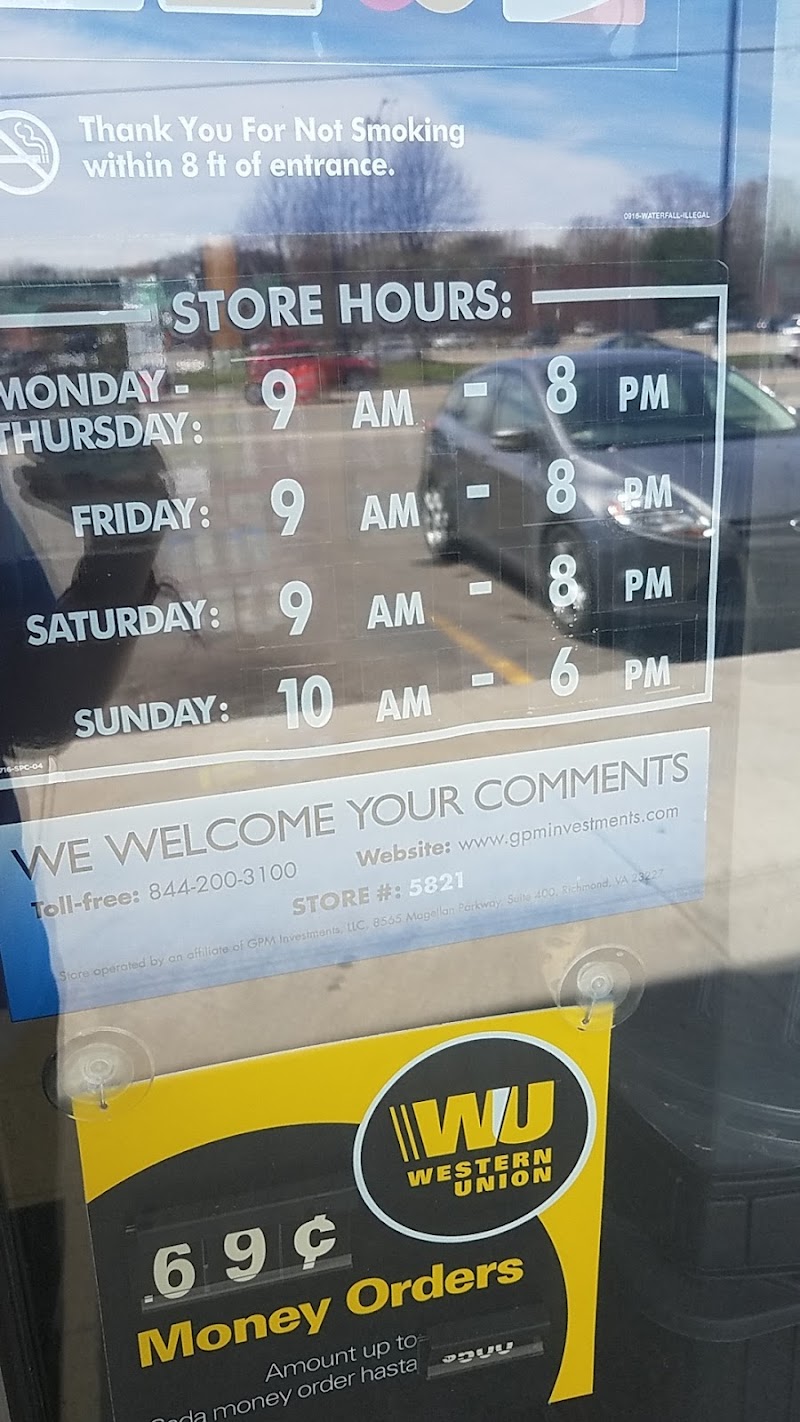 Thank You For Not Smoking
within 8 ft of entrance.
0916-WATERFALL-ILLEGAL
STORE HOURS:
MONDAY - 9 AM - 8 PM
THURSDAY:
FRIDAY: 9 AM - 8 PM
SATURDAY: 9 AM - 8 PM
SUNDAY: 10 AM - 6 PM
WE WELCOME YOUR COMMENTS
Toll-free: 844-200-3100 Website: www.gpminvestments.com
STORE #: 5821
Store operated by an affiliate of GPM Investments, LLC, 8565 Magellan Parkway, Suite 400, Richmond, VA 23227
WU
WESTERN
UNION
.69¢
Money Orders
Amount up to
money order hasta